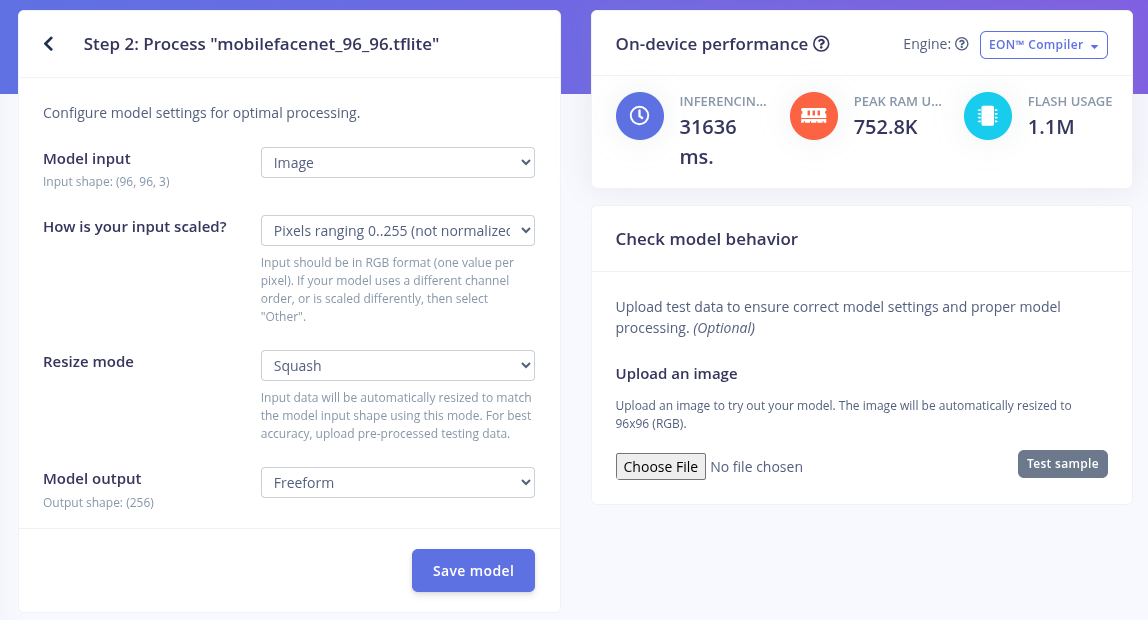 Step 2: Process "mobilefacenet_96_96.tflite"
Configure model settings for optimal processing.
Model input
Input shape: (96, 96, 3)
Image
How is your input scaled?
Pixels ranging 0..255 (not normalized
Input should be in RGB format (one value per
pixel). If your model uses a different channel
order, or is scaled differently, then select
"Other".
Resize mode
Squash
Input data will be automatically resized to match
the model input shape using this mode. For best
accuracy, upload pre-processed testing data.
Model output
Output shape: (256)
Freeform
Save model
On-device performance
Engine:
EON™ Compiler
INFERENCIN...
31636
ms.
PEAK RAM U...
752.8K
FLASH USAGE
1.1M
Check model behavior
Upload test data to ensure correct model settings and proper model
processing. (Optional)
Upload an image
Upload an image to try out your model. The image will be automatically resized to
96x96 (RGB).
Choose File No file chosen
Test sample